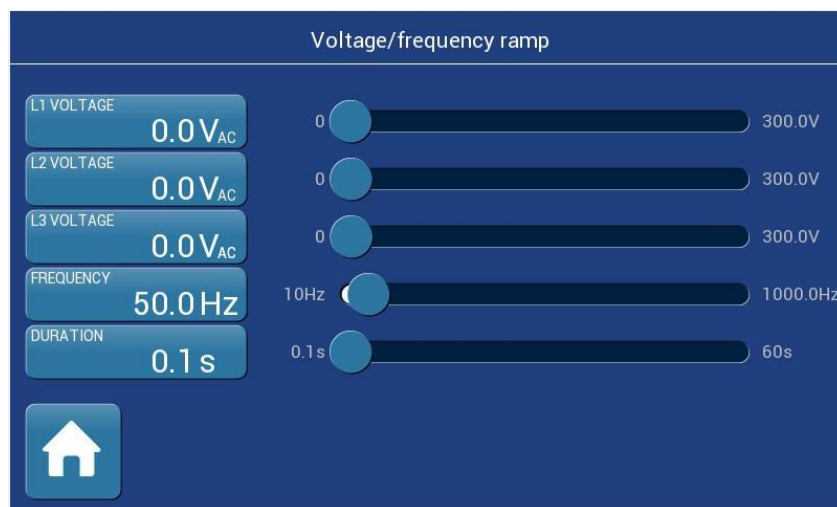 Voltage/frequency ramp
L1 VOLTAGE
0.0 VAC
0
300.0V
L2 VOLTAGE
0.0 VAC
0
300.0V
L3 VOLTAGE
0.0 VAC
0
300.0V
FREQUENCY
50.0 Hz
10Hz
1000.0Hz
DURATION
0.1 s
0.1s
60s